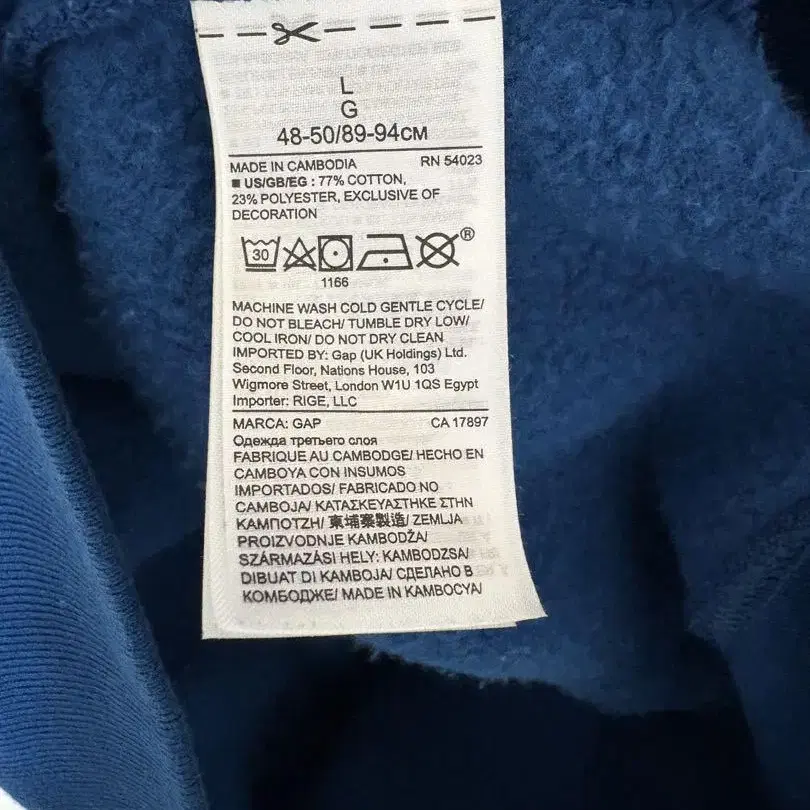 L
G
48-50/89-94CM
MADE IN CAMBODIA RN 54023
■ US/GB/EG : 77% COTTON,
23% POLYESTER, EXCLUSIVE OF
DECORATION
30 ®
1166
MACHINE WASH COLD GENTLE CYCLE/
DO NOT BLEACH/ TUMBLE DRY LOW/
COOL IRON/ DO NOT DRY CLEAN
IMPORTED BY: Gap (UK Holdings) Ltd.
Second Floor, Nations House, 103
Wigmore Street, London W1U 1QS Egypt
Importer: RIGE, LLC
MARCA: GAP CA 17897
Одежда третьего слоя
FABRIQUE AU CAMBODGE/ HECHO EN
CAMBOYA CON INSUMOS
IMPORTADOS/ FABRICADO NO
CAMBOJA/ ΚΑΤΑΣΚΕΥΑΣΤΗΚΕ ΣΤΗΝ
ΚΑΜΠΟΤΖΗ/ 柬埔寨製造/ ZEMLJA
PROIZVODNJE KAMBODŽA/
SZÁRMAZÁSI HELY: KAMBODZSA/
DIBUAT DI KAMBOJA/ СДЕЛАНО В
КОМБОДЖЕ/ MADE IN KAMBOCYA/